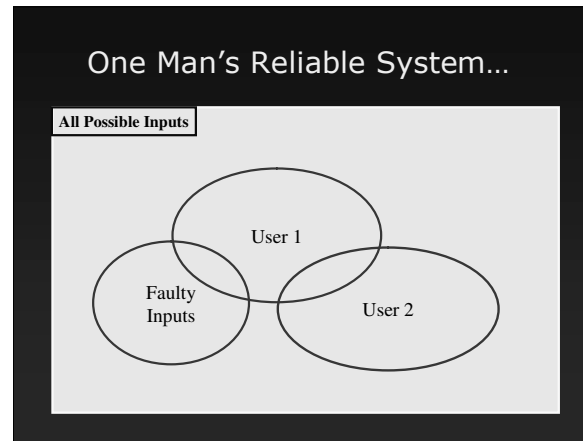 One Man's Reliable System…
All Possible Inputs
User 1
Faulty
Inputs
User 2